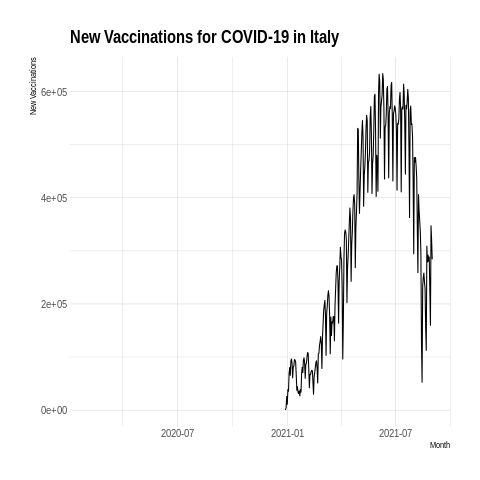 New Vaccinations for COVID-19 in Italy
New Vaccinations
6e+05
4e+05
2e+05
0e+00
2020-07 2021-01 2021-07
Month